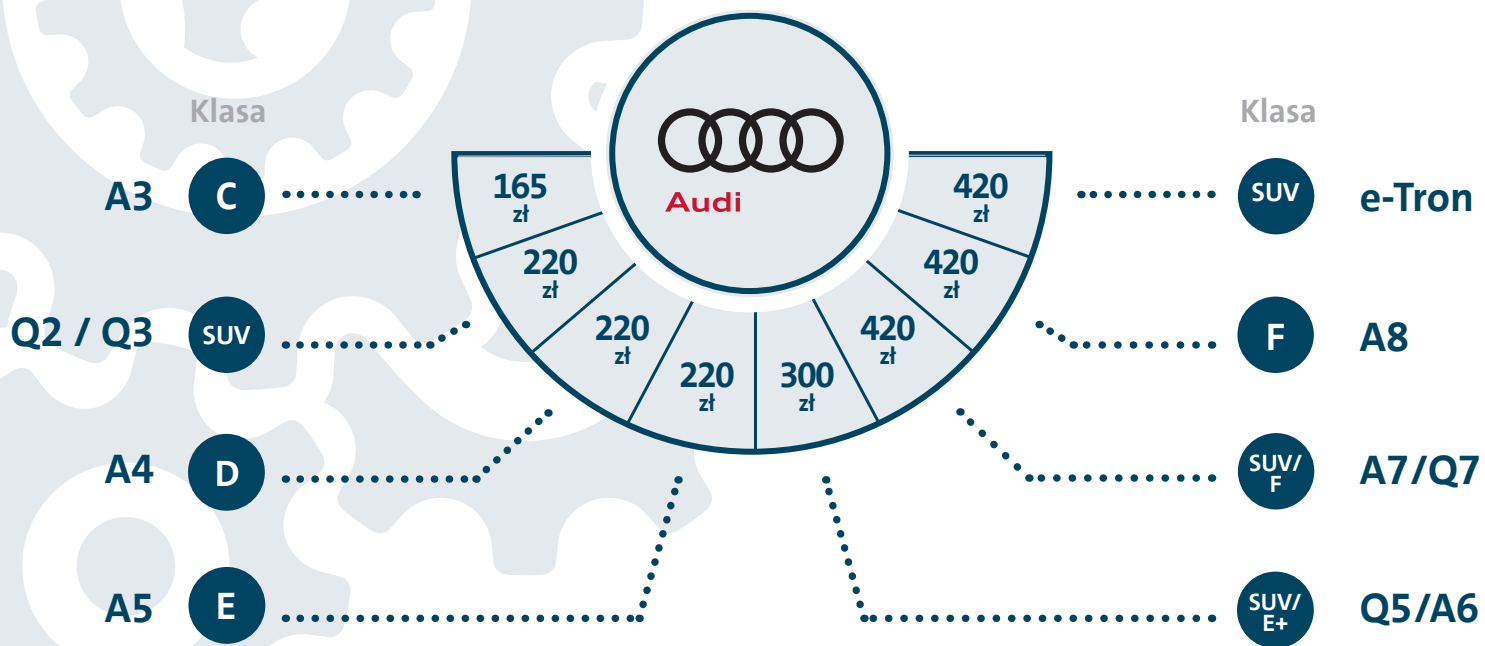 Klasa
A3 C 165 zł
Q2 / Q3 SUV 220 zł
A4 D 220 zł
A5 E 220 zł
Audi
Klasa
420 zł SUV e-Tron
420 zł F A8
420 zł SUV/ F A7/Q7
300 zł SUV/ E+ Q5/A6